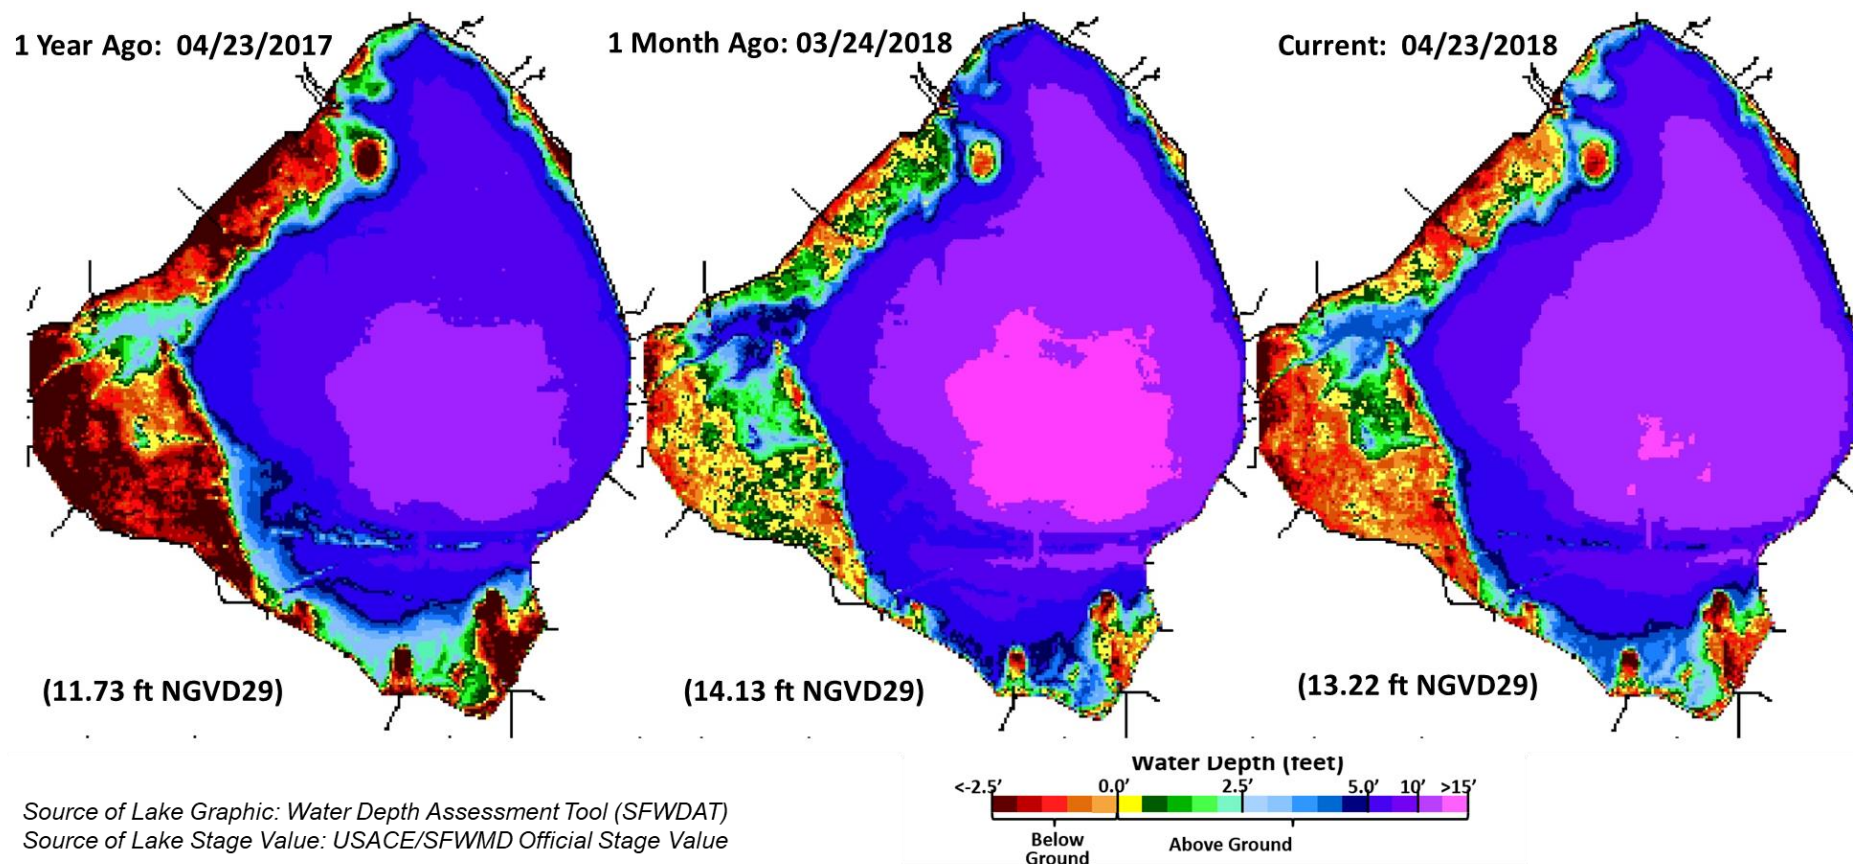 1 Year Ago: 04/23/2017
1 Month Ago: 03/24/2018
Current: 04/23/2018
(11.73 ft NGVD29)
(14.13 ft NGVD29)
(13.22 ft NGVD29)
Water Depth (feet)
<-2.5' 0.0' 2.5' 5.0' 10' >15'
Below
Ground
Above Ground
Source of Lake Graphic: Water Depth Assessment Tool (SFWDAT)
Source of Lake Stage Value: USACE/SFWMD Official Stage Value